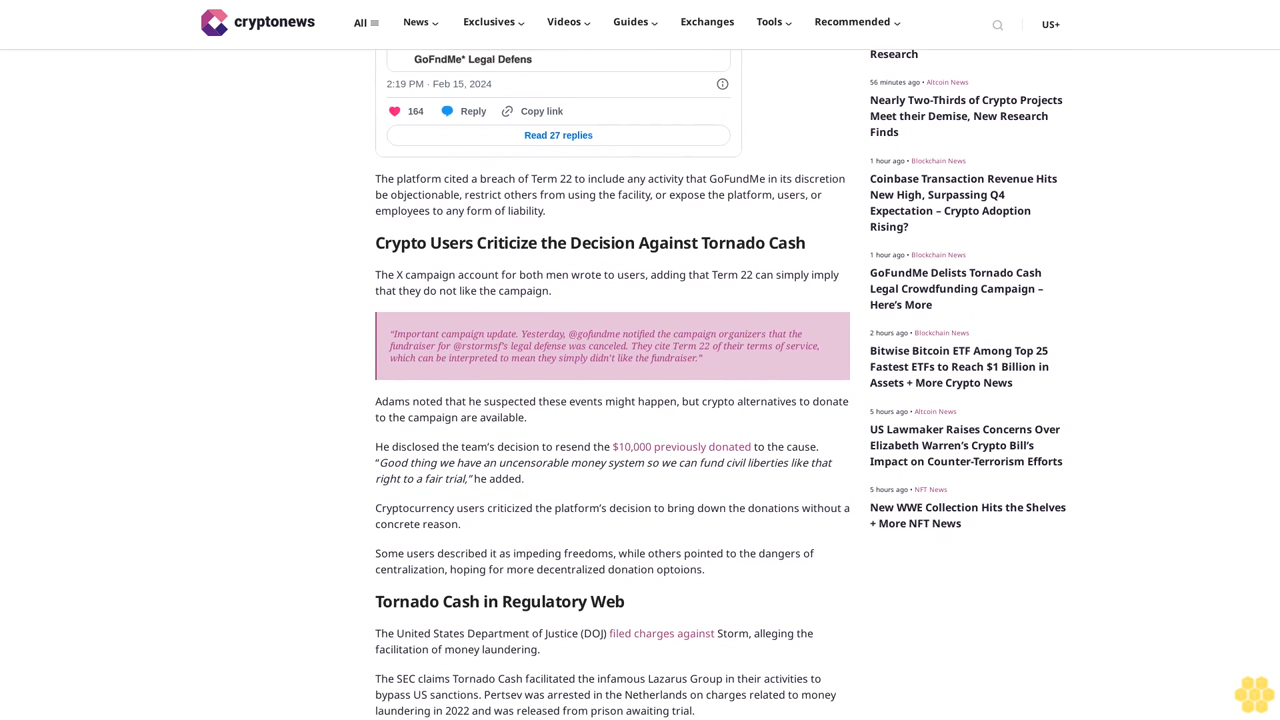 cryptonews
All
News
Exclusives
Videos
Guides
Exchanges
Tools
Recommended
US+
GoFndMe* Legal Defens
2:19 PM · Feb 15, 2024
164
Reply
Copy link
Read 27 replies
The platform cited a breach of Term 22 to include any activity that GoFundMe in its discretion
be objectionable, restrict others from using the facility, or expose the platform, users, or
employees to any form of liability.
Crypto Users Criticize the Decision Against Tornado Cash
The X campaign account for both men wrote to users, adding that Term 22 can simply imply
that they do not like the campaign.
“Important campaign update. Yesterday, @gofundme notified the campaign organizers that the
fundraiser for @rstormsf’s legal defense was canceled. They cite Term 22 of their terms of service,
which can be interpreted to mean they simply didn’t like the fundraiser.”
Adams noted that he suspected these events might happen, but crypto alternatives to donate
to the campaign are available.
He disclosed the team’s decision to resend the $10,000 previously donated to the cause.
“Good thing we have an uncensorable money system so we can fund civil liberties like that
right to a fair trial,” he added.
Cryptocurrency users criticized the platform’s decision to bring down the donations without a
concrete reason.
Some users described it as impeding freedoms, while others pointed to the dangers of
centralization, hoping for more decentralized donation optoions.
Tornado Cash in Regulatory Web
The United States Department of Justice (DOJ) filed charges against Storm, alleging the
facilitation of money laundering.
The SEC claims Tornado Cash facilitated the infamous Lazarus Group in their activities to
bypass US sanctions. Pertsev was arrested in the Netherlands on charges related to money
laundering in 2022 and was released from prison awaiting trial.
Research
56 minutes ago • Altcoin News
Nearly Two-Thirds of Crypto Projects
Meet their Demise, New Research
Finds
1 hour ago • Blockchain News
Coinbase Transaction Revenue Hits
New High, Surpassing Q4
Expectation – Crypto Adoption
Rising?
1 hour ago • Blockchain News
GoFundMe Delists Tornado Cash
Legal Crowdfunding Campaign –
Here’s More
2 hours ago • Blockchain News
Bitwise Bitcoin ETF Among Top 25
Fastest ETFs to Reach $1 Billion in
Assets + More Crypto News
5 hours ago • Altcoin News
US Lawmaker Raises Concerns Over
Elizabeth Warren’s Crypto Bill’s
Impact on Counter-Terrorism Efforts
5 hours ago • NFT News
New WWE Collection Hits the Shelves
+ More NFT News